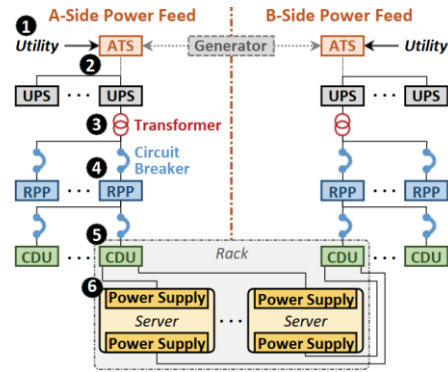 A-Side Power Feed B-Side Power Feed
1 Utility ATS Generator ATS Utility
2
UPS ... UPS UPS ... UPS
3 Transformer
4 Circuit Breaker
RPP ... RPP RPP ... RPP
5
CDU ... CDU Rack CDU ... CDU
6 Power Supply Power Supply
Server ... Server
Power Supply Power Supply